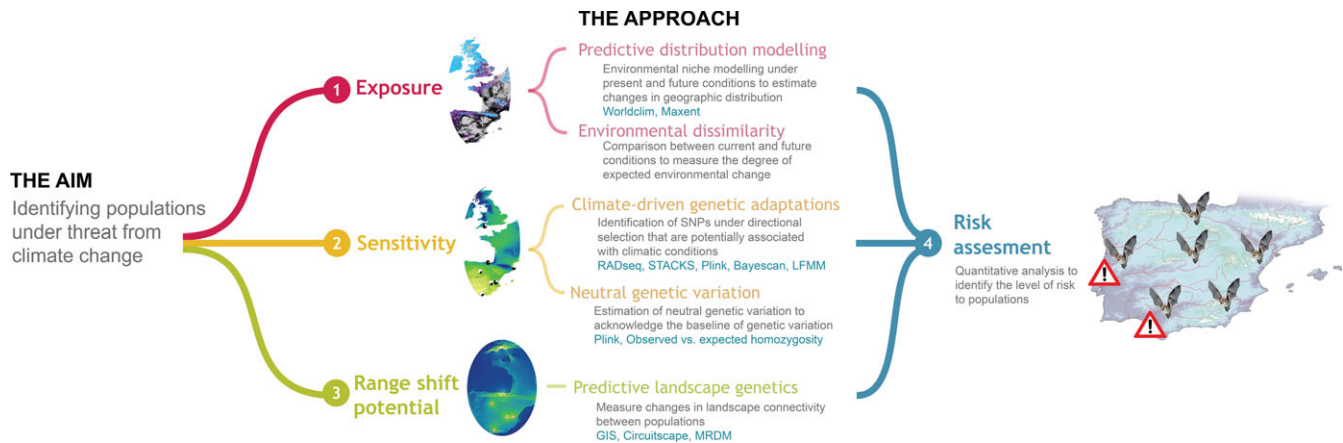 THE AIM
Identifying populations
under threat from
climate change
THE APPROACH
1 Exposure
Predictive distribution modelling
Environmental niche modelling under
present and future conditions to estimate
changes in geographic distribution
Worldclim, Maxent
Environmental dissimilarity
Comparison between current and future
conditions to measure the degree of
expected environmental change
2 Sensitivity
Climate-driven genetic adaptations
Identification of SNPs under directional
selection that are potentially associated
with climatic conditions
RADseq, STACKS, Plink, Bayescan, LFMM
Neutral genetic variation
Estimation of neutral genetic variation to
acknowledge the baseline of genetic variation
Plink, Observed vs. expected homozygosity
3 Range shift
potential
Predictive landscape genetics
Measure changes in landscape connectivity
between populations
GIS, Circuitscape, MRDM
4 Risk
assesment
Quantitative analysis to
identify the level of risk
to populations
!
!